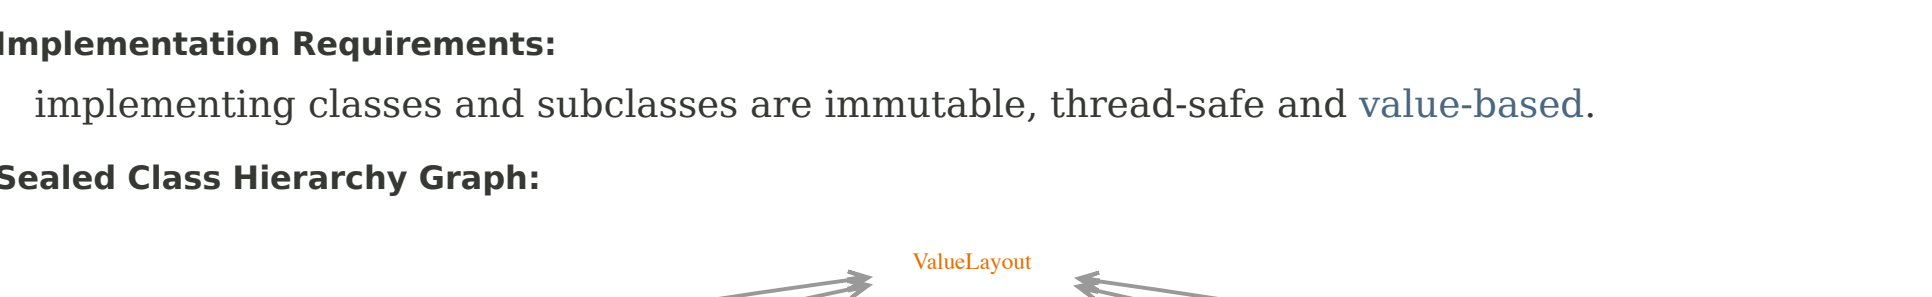 Implementation Requirements:
implementing classes and subclasses are immutable, thread-safe and value-based.
Sealed Class Hierarchy Graph:
ValueLayout